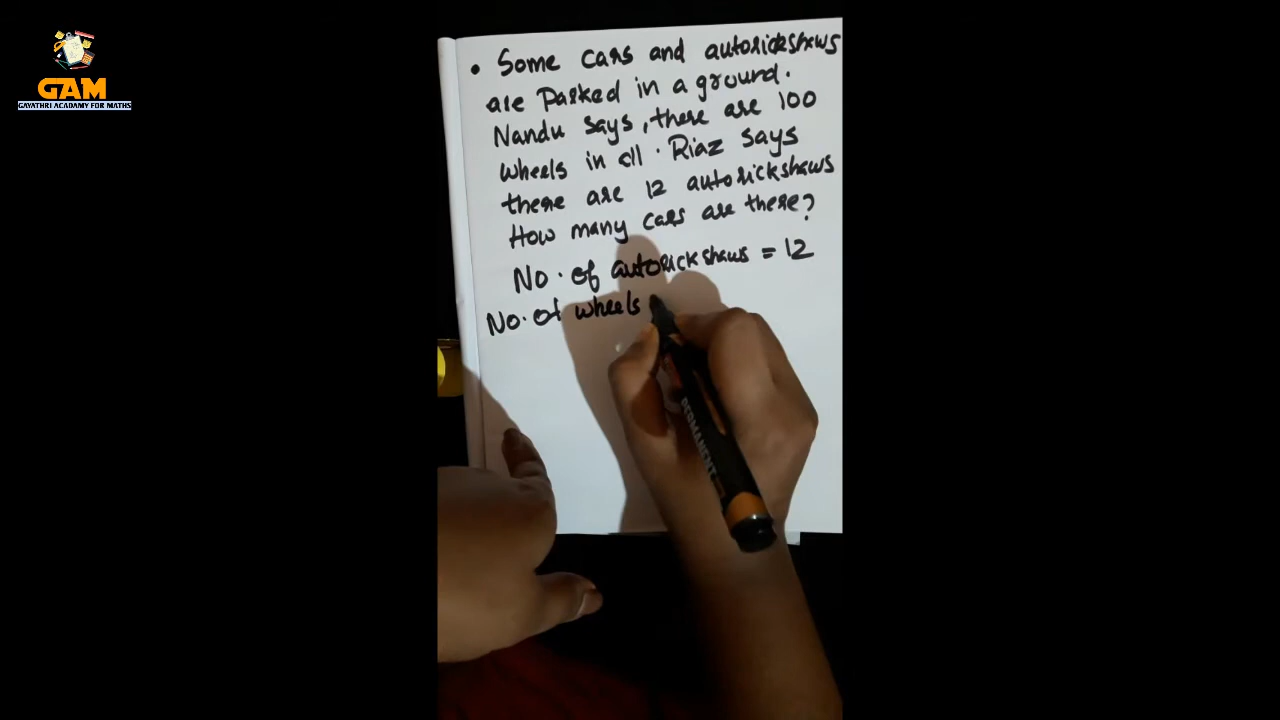 GAM
GAYATHRI ACADAMY FOR MATHS
• Some cars and autorickshaws
are parked in a ground.
Nandu says, there are 100
wheels in all. Riaz says
there are 12 autorickshaws
How many cars are there?
No. of autorickshaws = 12
No. of wheels
PERMANENT